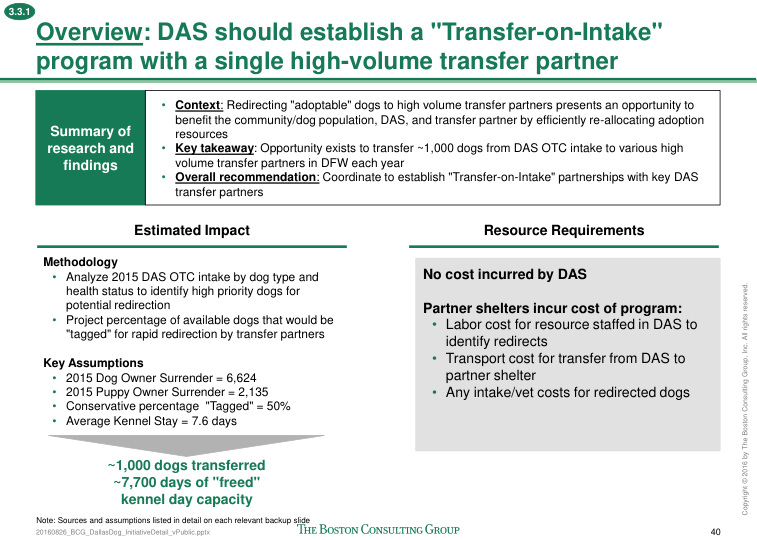 3.3.1
Overview: DAS should establish a "Transfer-on-Intake"
program with a single high-volume transfer partner
Summary of
research and
findings
• Context: Redirecting "adoptable" dogs to high volume transfer partners presents an opportunity to
benefit the community/dog population, DAS, and transfer partner by efficiently re-allocating adoption
resources
• Key takeaway: Opportunity exists to transfer ~1,000 dogs from DAS OTC intake to various high
volume transfer partners in DFW each year
• Overall recommendation: Coordinate to establish "Transfer-on-Intake" partnerships with key DAS
transfer partners
Estimated Impact
Methodology
• Analyze 2015 DAS OTC intake by dog type and
health status to identify high priority dogs for
potential redirection
• Project percentage of available dogs that would be
"tagged" for rapid redirection by transfer partners
Key Assumptions
• 2015 Dog Owner Surrender = 6,624
• 2015 Puppy Owner Surrender = 2,135
• Conservative percentage "Tagged" = 50%
• Average Kennel Stay = 7.6 days
~1,000 dogs transferred
~7,700 days of "freed"
kennel day capacity
Resource Requirements
No cost incurred by DAS
Partner shelters incur cost of program:
• Labor cost for resource staffed in DAS to
identify redirects
• Transport cost for transfer from DAS to
partner shelter
• Any intake/vet costs for redirected dogs
Copyright © 2016 by The Boston Consulting Group, Inc. All rights reserved.
Note: Sources and assumptions listed in detail on each relevant backup slide
20160826_BCG_DallasDog_InitiativeDetail_vPublic.pptx
THE BOSTON CONSULTING GROUP
40